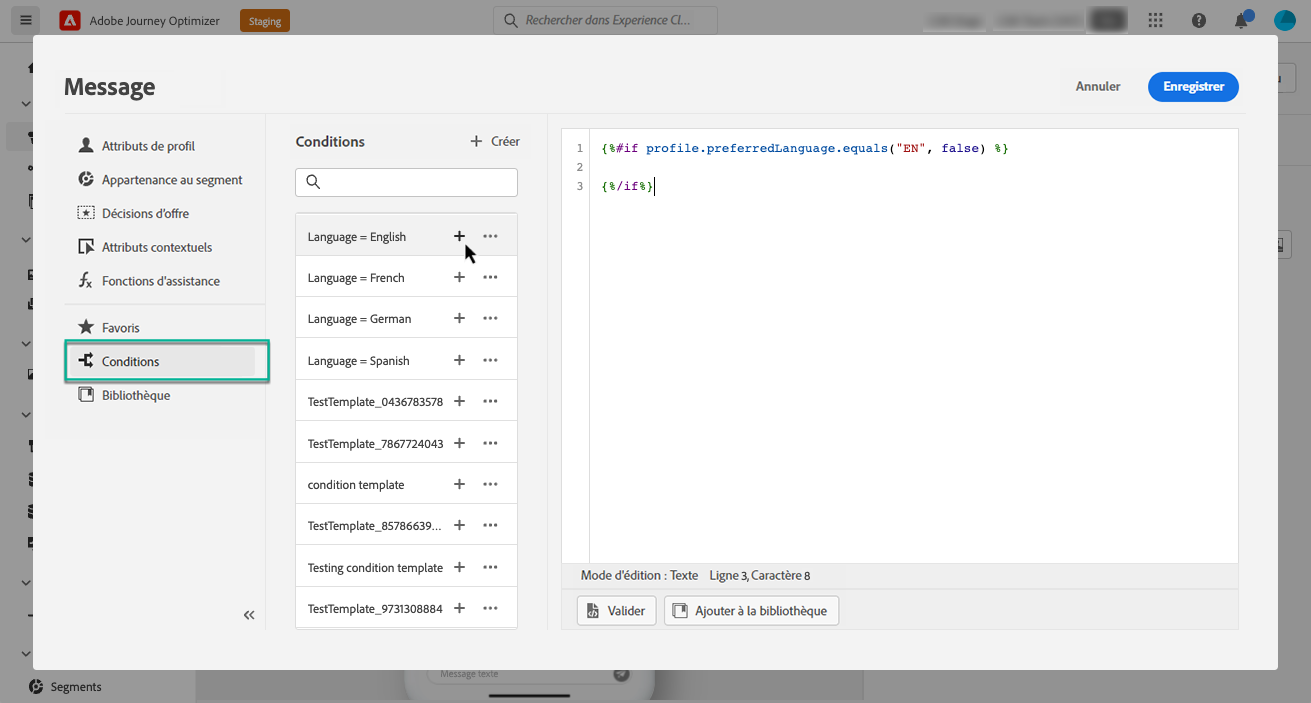 Adobe Journey Optimizer
Staging
Rechercher dans Experience Cl...
Message
Annuler
Enregistrer
Attributs de profil
Appartenance au segment
Décisions d'offre
Attributs contextuels
Fonctions d'assistance
Favoris
Conditions
Bibliothèque
Conditions
Créer
Language = English
Language = French
Language = German
Language = Spanish
TestTemplate_0436783578
TestTemplate_7867724043
condition template
TestTemplate_85786639...
Testing condition template
TestTemplate_9731308884
1 {%#if profile.preferredLanguage.equals("EN", false) %}
2
3 {%/if%}
Mode d'édition : Texte Ligne 3, Caractère 8
Valider
Ajouter à la bibliothèque
Message texte
Segments